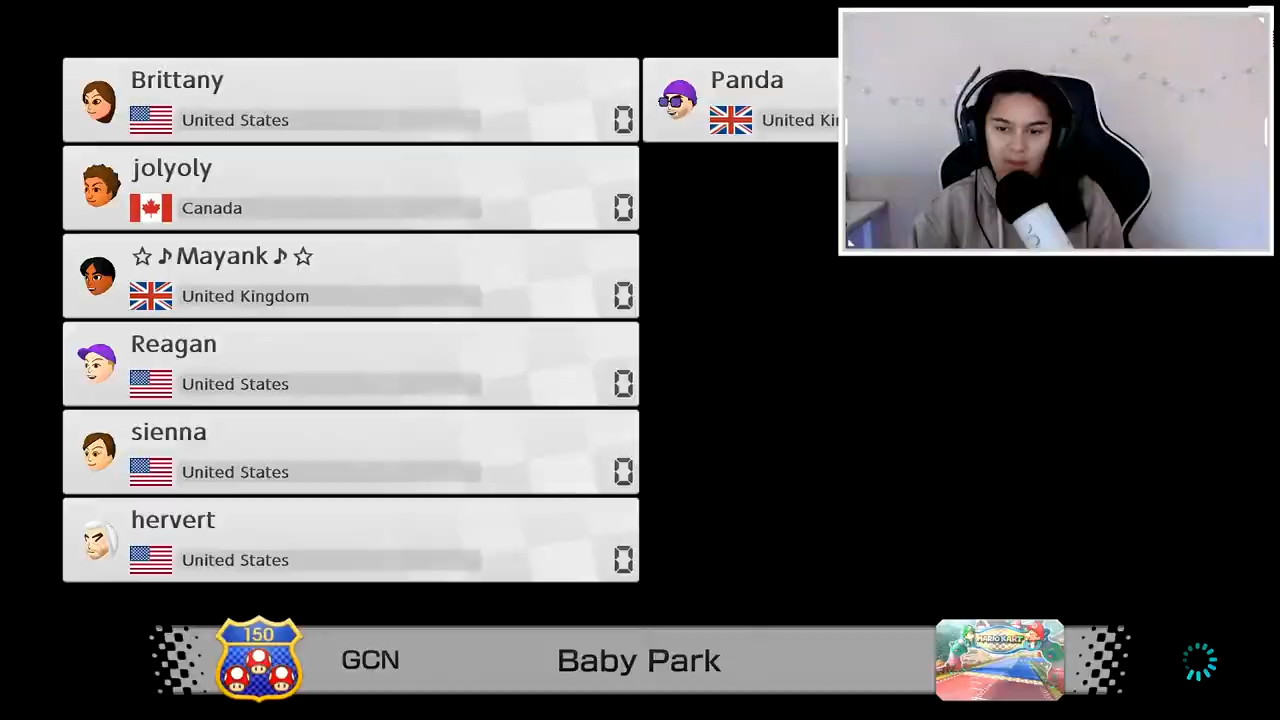 Brittany
United States
0
jolyoly
Canada
0
☆♪Mayank♪☆
United Kingdom
0
Reagan
United States
0
sienna
United States
0
hervert
United States
0
Panda
United Ki
150
GCN
Baby Park
MARIO KART